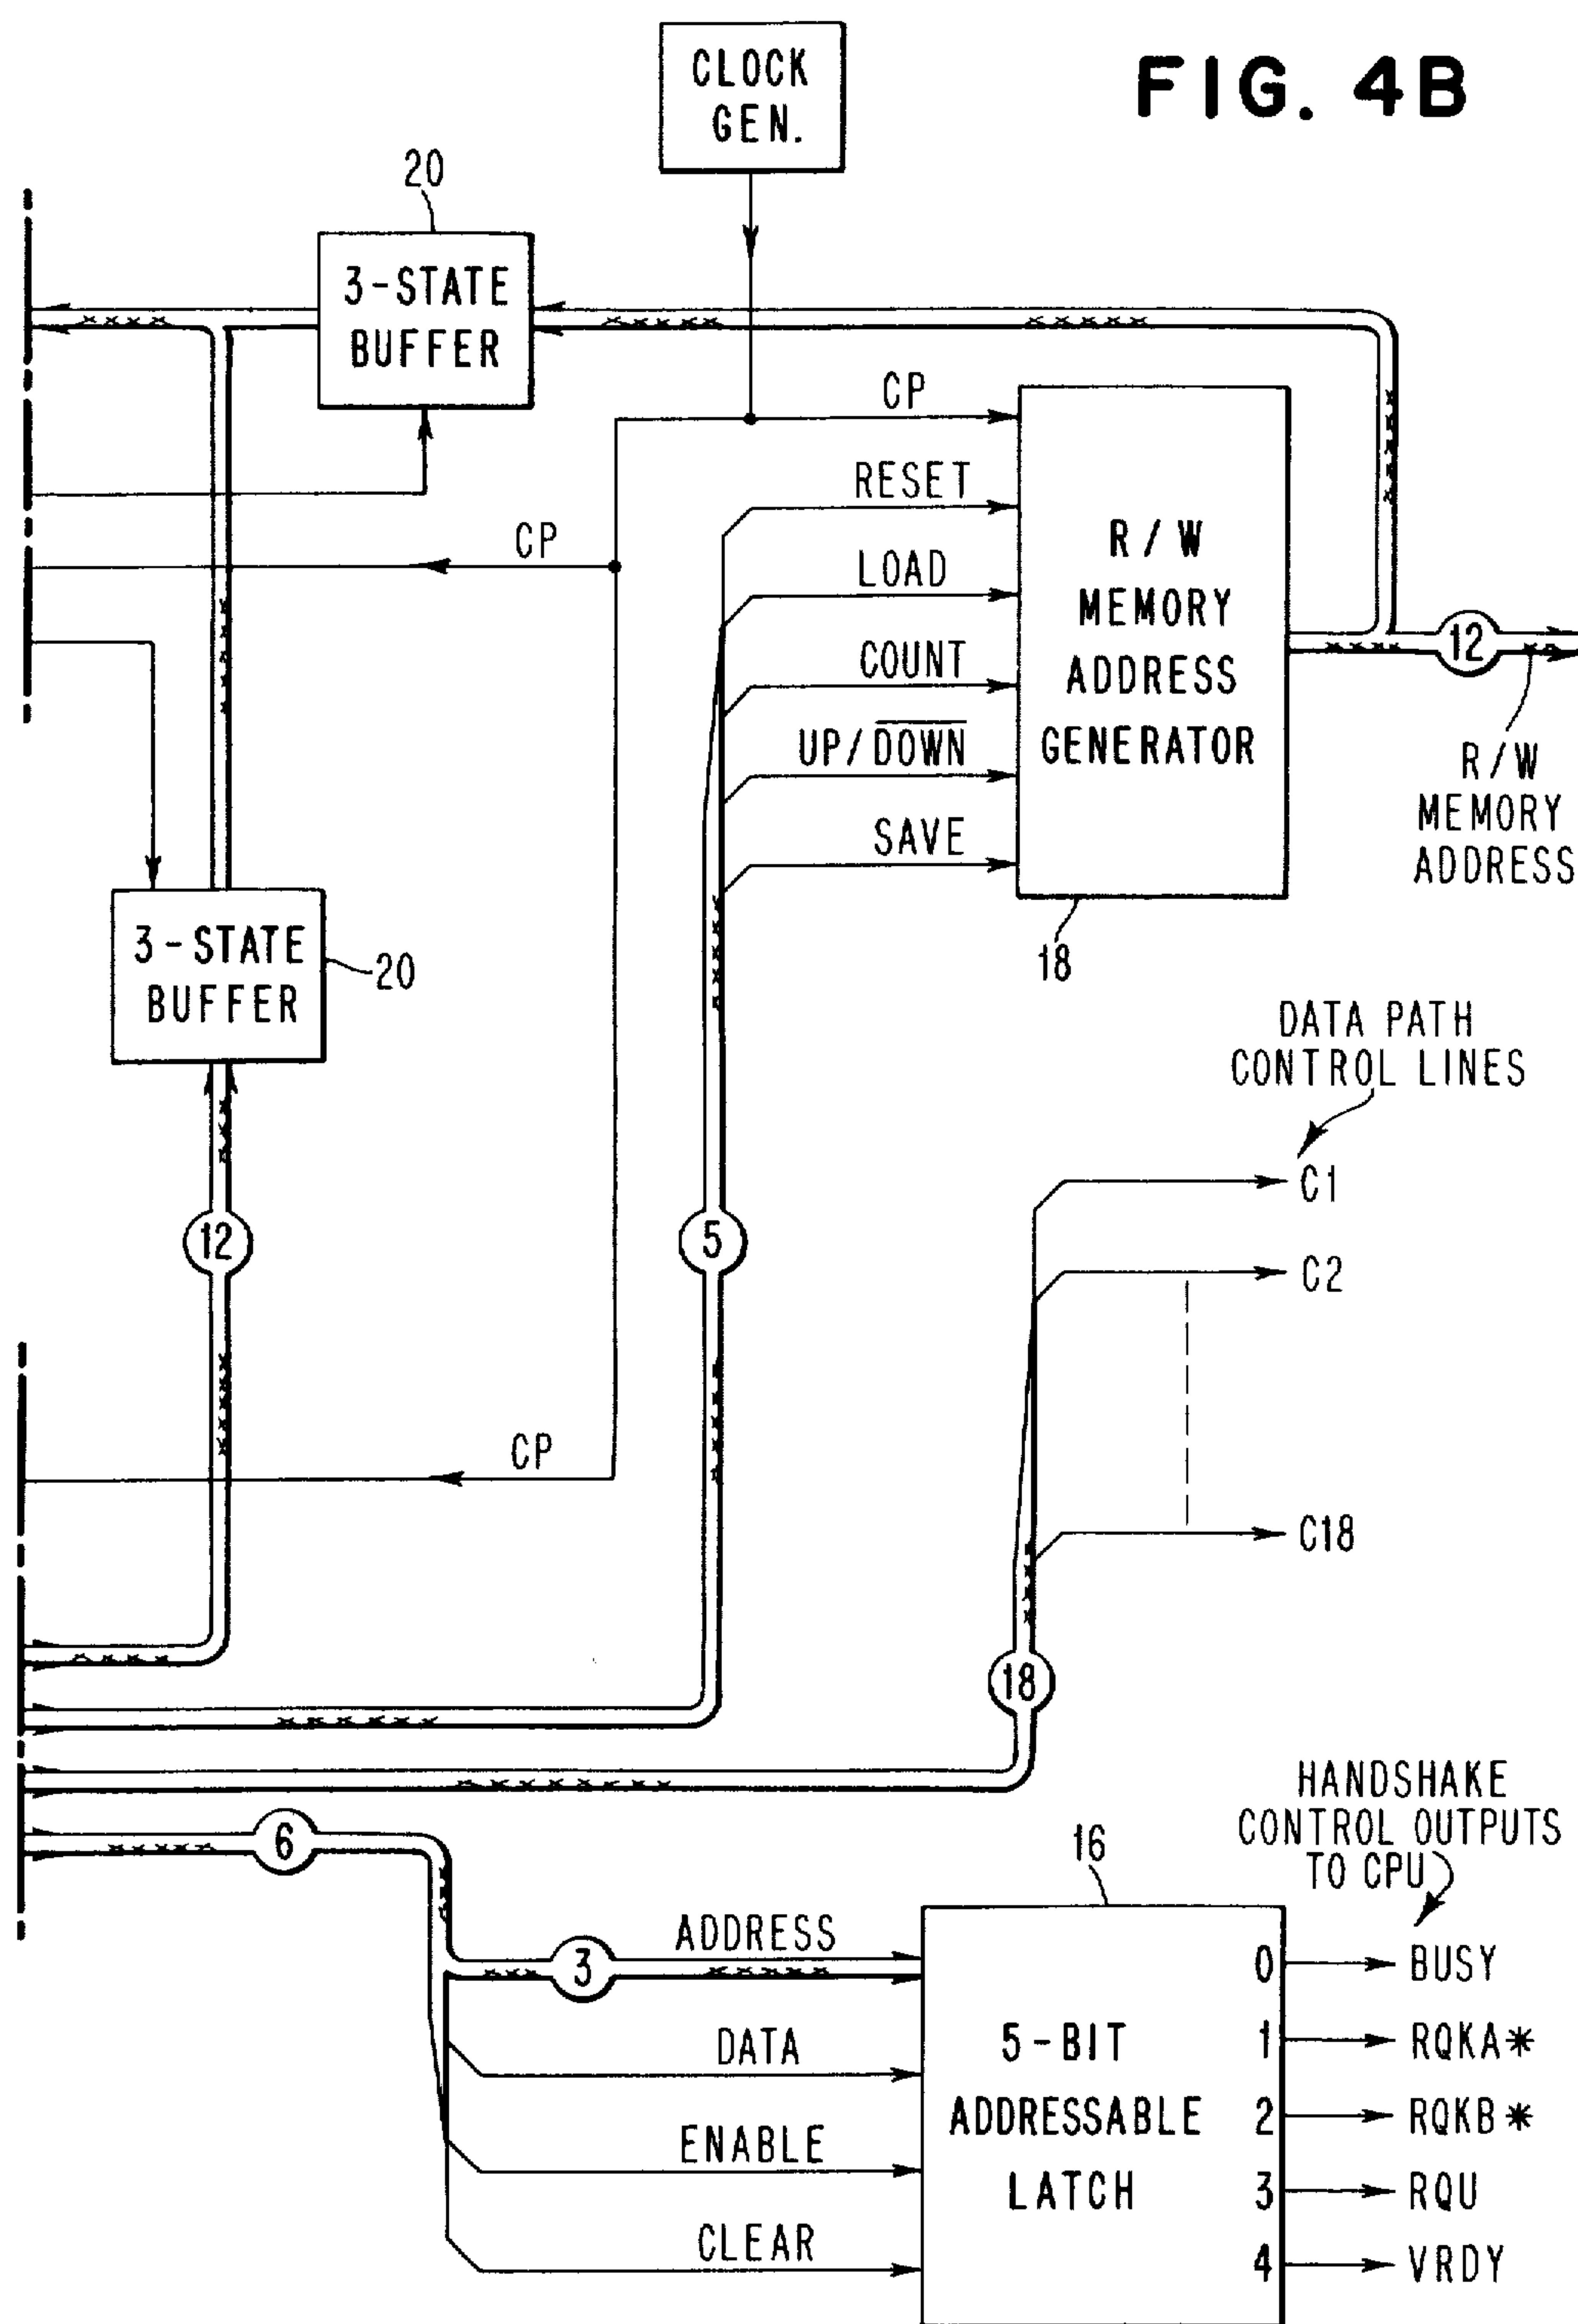 FIG. 4B
CLOCK
GEN.
20
3-STATE
BUFFER
CP
RESET
LOAD
COUNT
UP/DOWN
SAVE
R/W
MEMORY
ADDRESS
GENERATOR
18
CP
12
R/W
MEMORY
ADDRESS
3-STATE
BUFFER
20
DATA PATH
CONTROL LINES
C1
C2
C18
12
5
CP
18
6
HANDSHAKE
CONTROL OUTPUTS
TO CPU
16
3
ADDRESS
DATA
ENABLE
CLEAR
5-BIT
ADDRESSABLE
LATCH
0
BUSY
1
RQKA*
2
RQKB*
3
RQU
4
VRDY